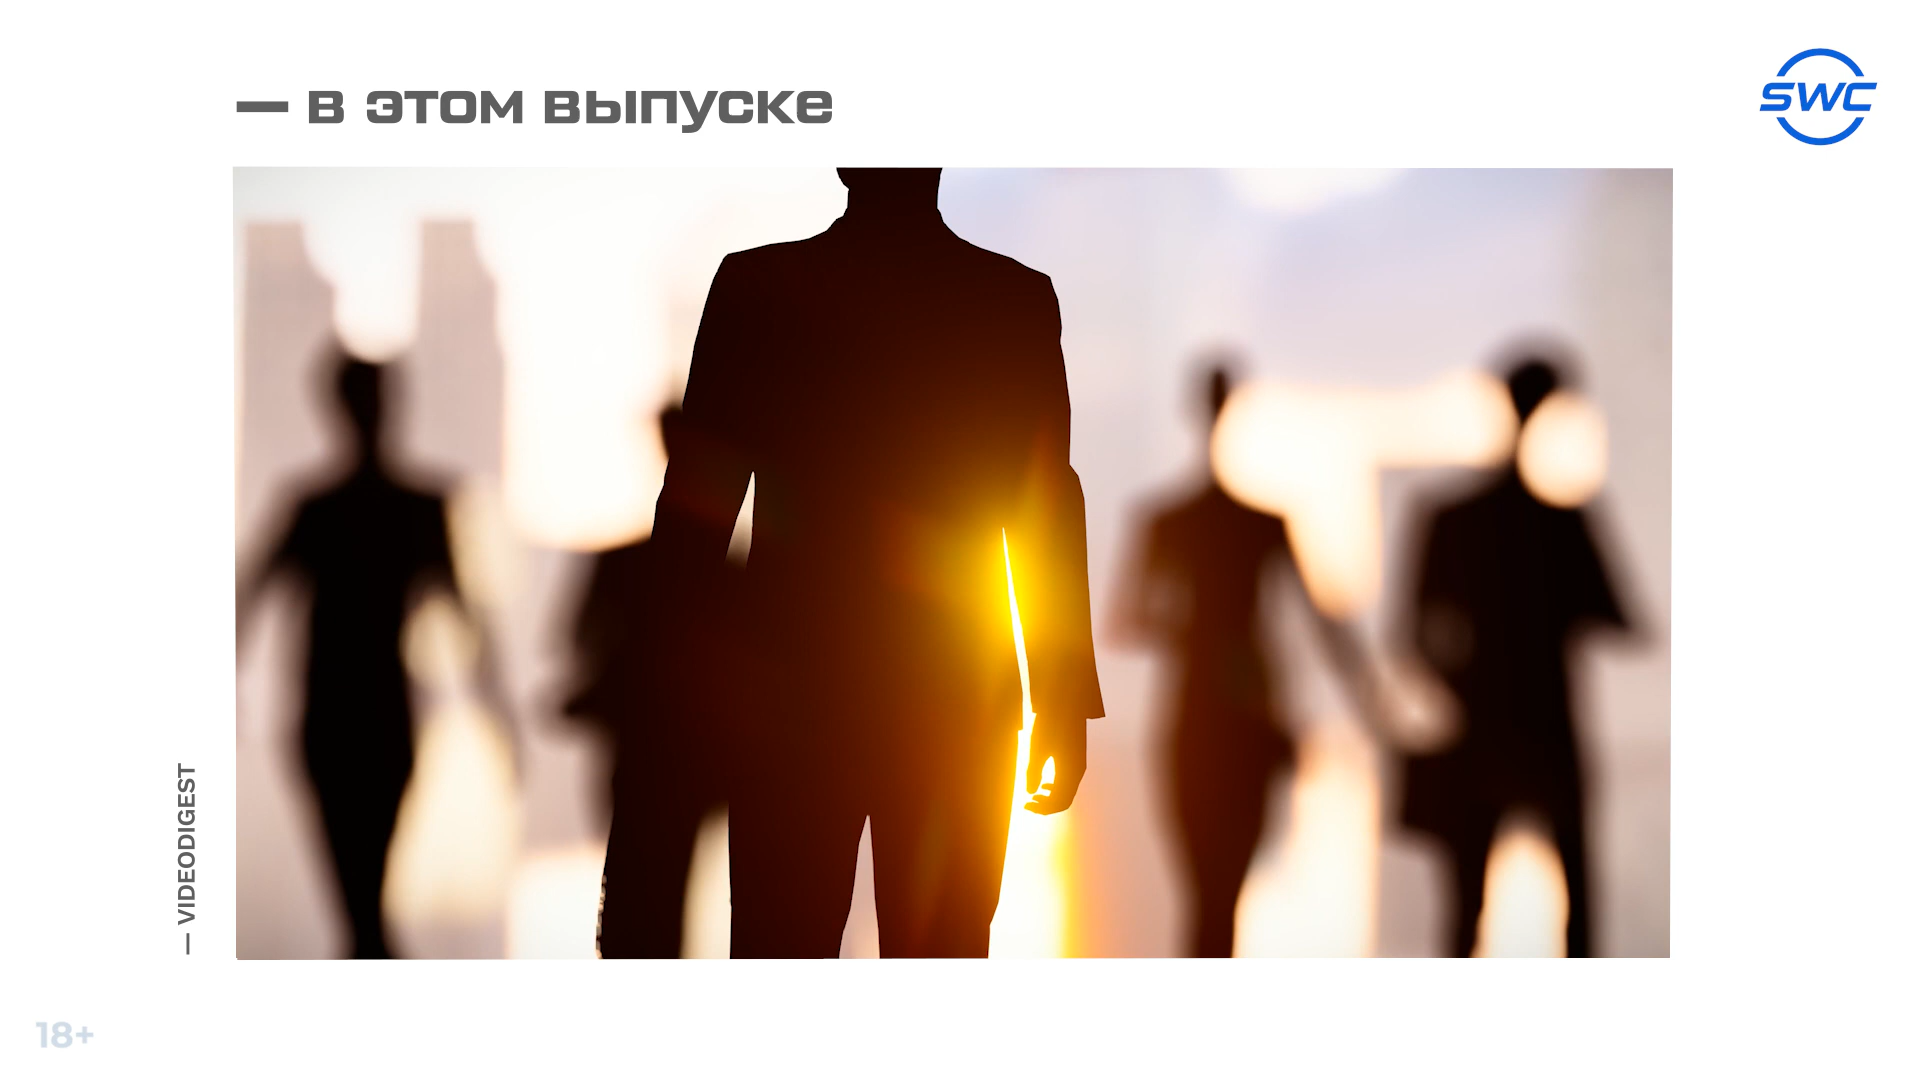 — в этом выпуске
SWC
— VIDEODIGEST
18+